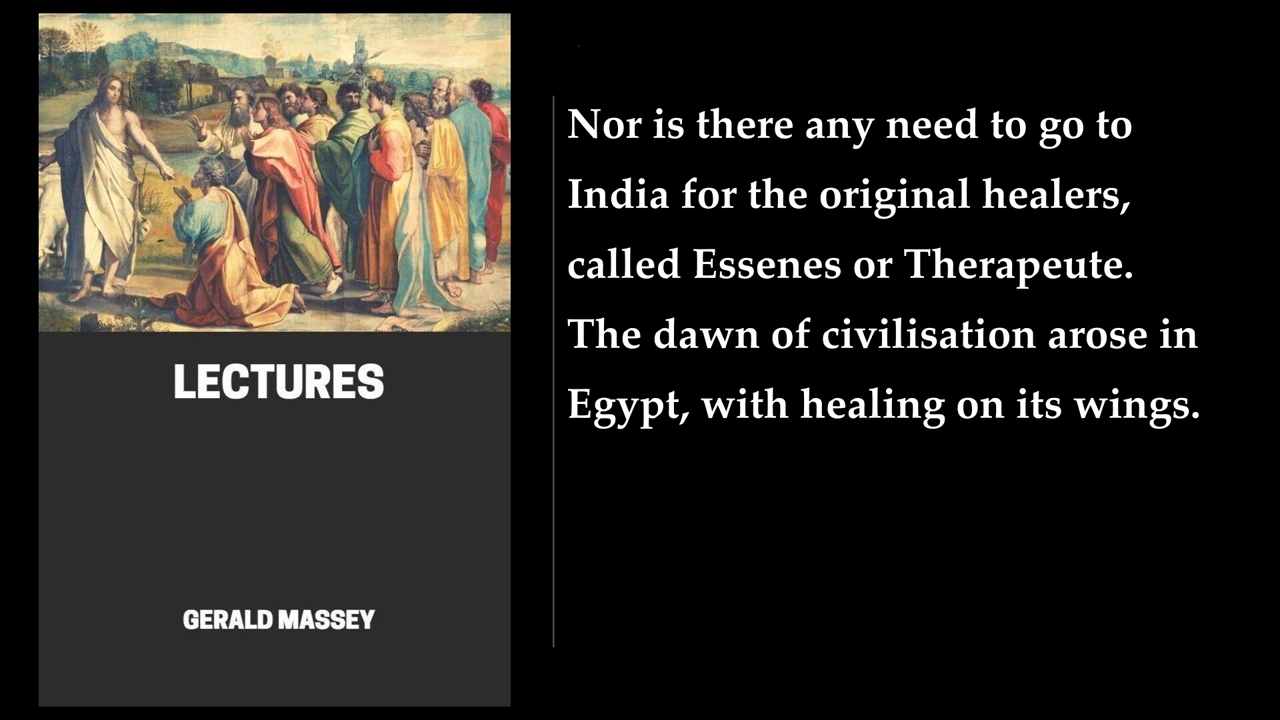 LECTURES
GERALD MASSEY
Nor is there any need to go to
India for the original healers,
called Essenes or Therapeute.
The dawn of civilisation arose in
Egypt, with healing on its wings.